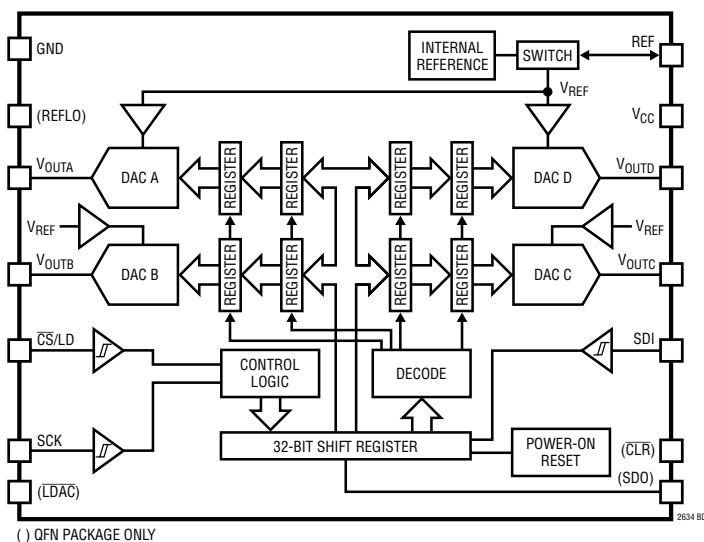 GND
INTERNAL
REFERENCE
SWITCH
REF
VREF
(REFLO)
VCC
VOUTA
DAC A
REGISTER
REGISTER
REGISTER
REGISTER
DAC D
VOUTD
VREF
VREF
VOUTB
DAC B
REGISTER
REGISTER
REGISTER
REGISTER
DAC C
VOUTC
CS/LD
SDI
CONTROL
LOGIC
DECODE
SCK
32-BIT SHIFT REGISTER
POWER-ON
RESET
(CLR)
(SDO)
(LDAC)
2634 BD
( ) QFN PACKAGE ONLY